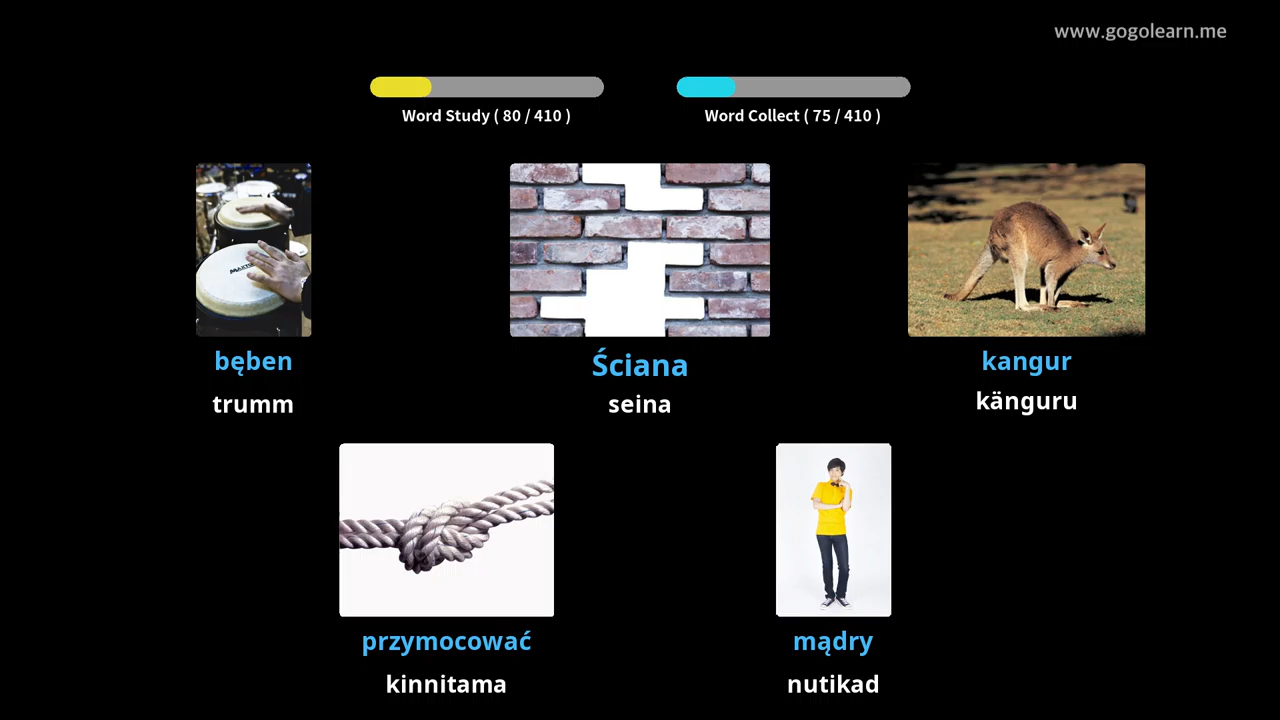 www.gogolearn.me
Word Study ( 80 / 410 )
Word Collect ( 75 / 410 )
bęben
trumm
Ściana
seina
kangur
känguru
przymocować
kinnitama
mądry
nutikad